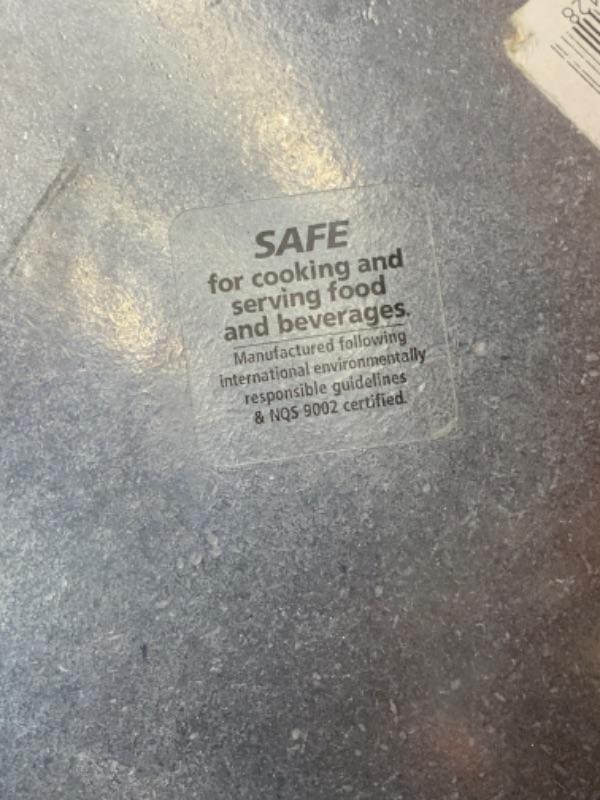 SAFE
for cooking and
serving food
and beverages.
Manufactured following
international environmentally
responsible guidelines
& NQS 9002 certified.